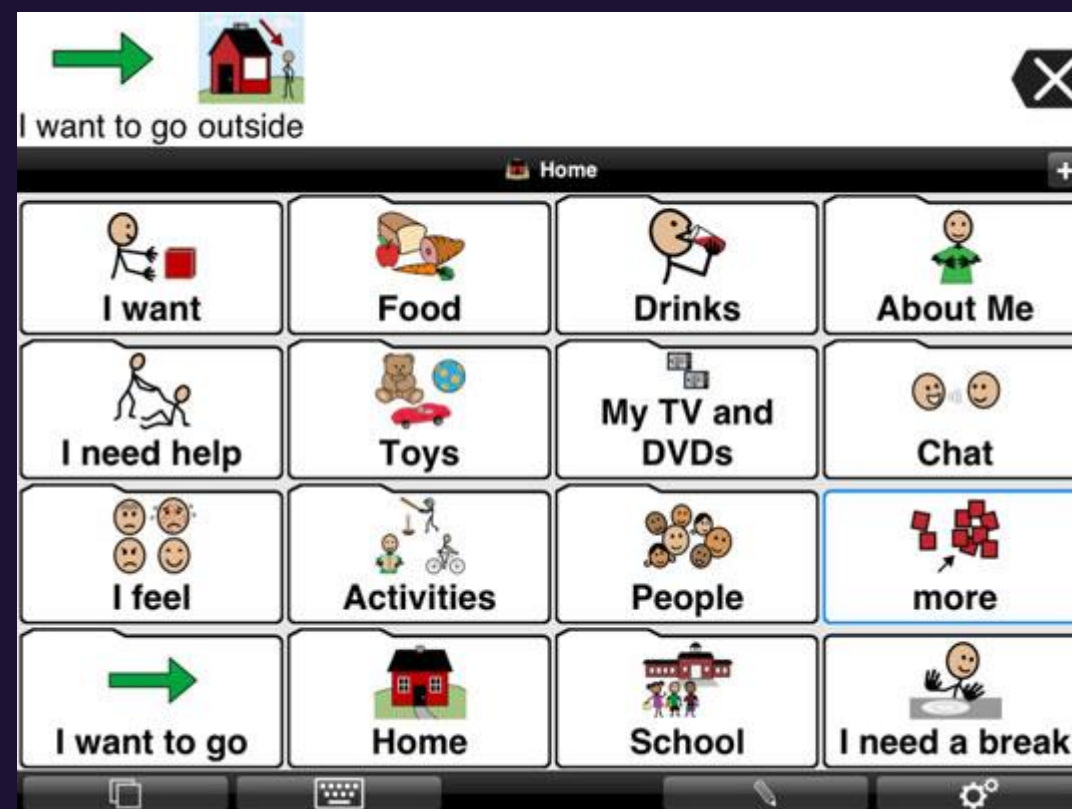 I want to go outside
Home
I want
Food
Drinks
About Me
I need help
Toys
My TV and
DVDs
Chat
I feel
Activities
People
more
I want to go
Home
School
I need a break